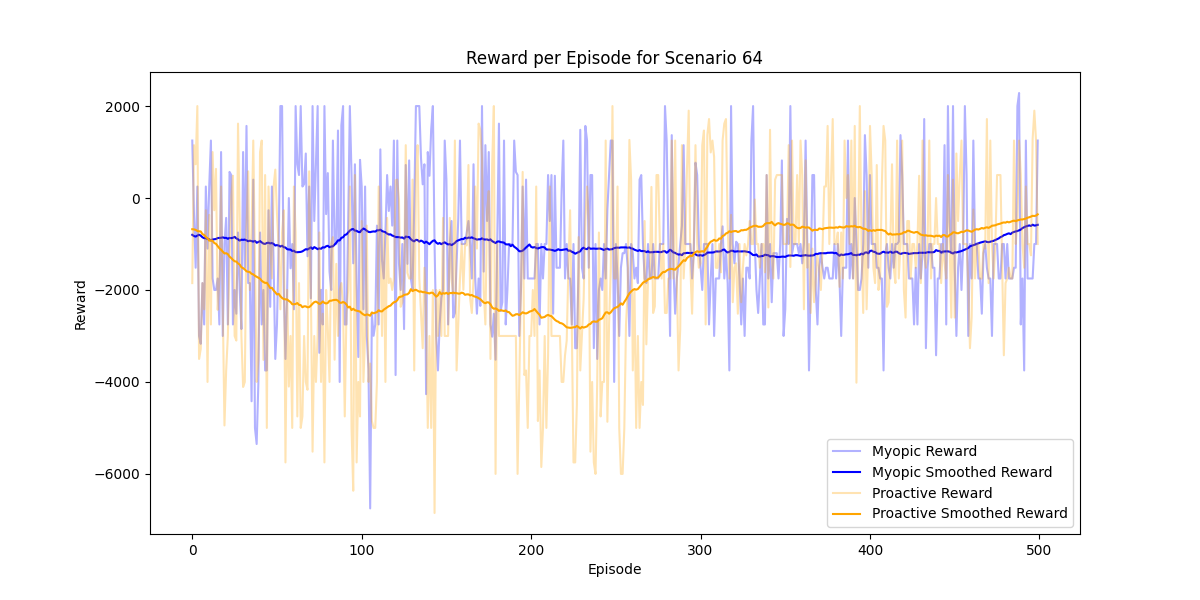 Reward per Episode for Scenario 64
2000
0
−2000
−4000
−6000
Reward
0 100 200 300 400 500
Episode
Myopic Reward
Myopic Smoothed Reward
Proactive Reward
Proactive Smoothed Reward